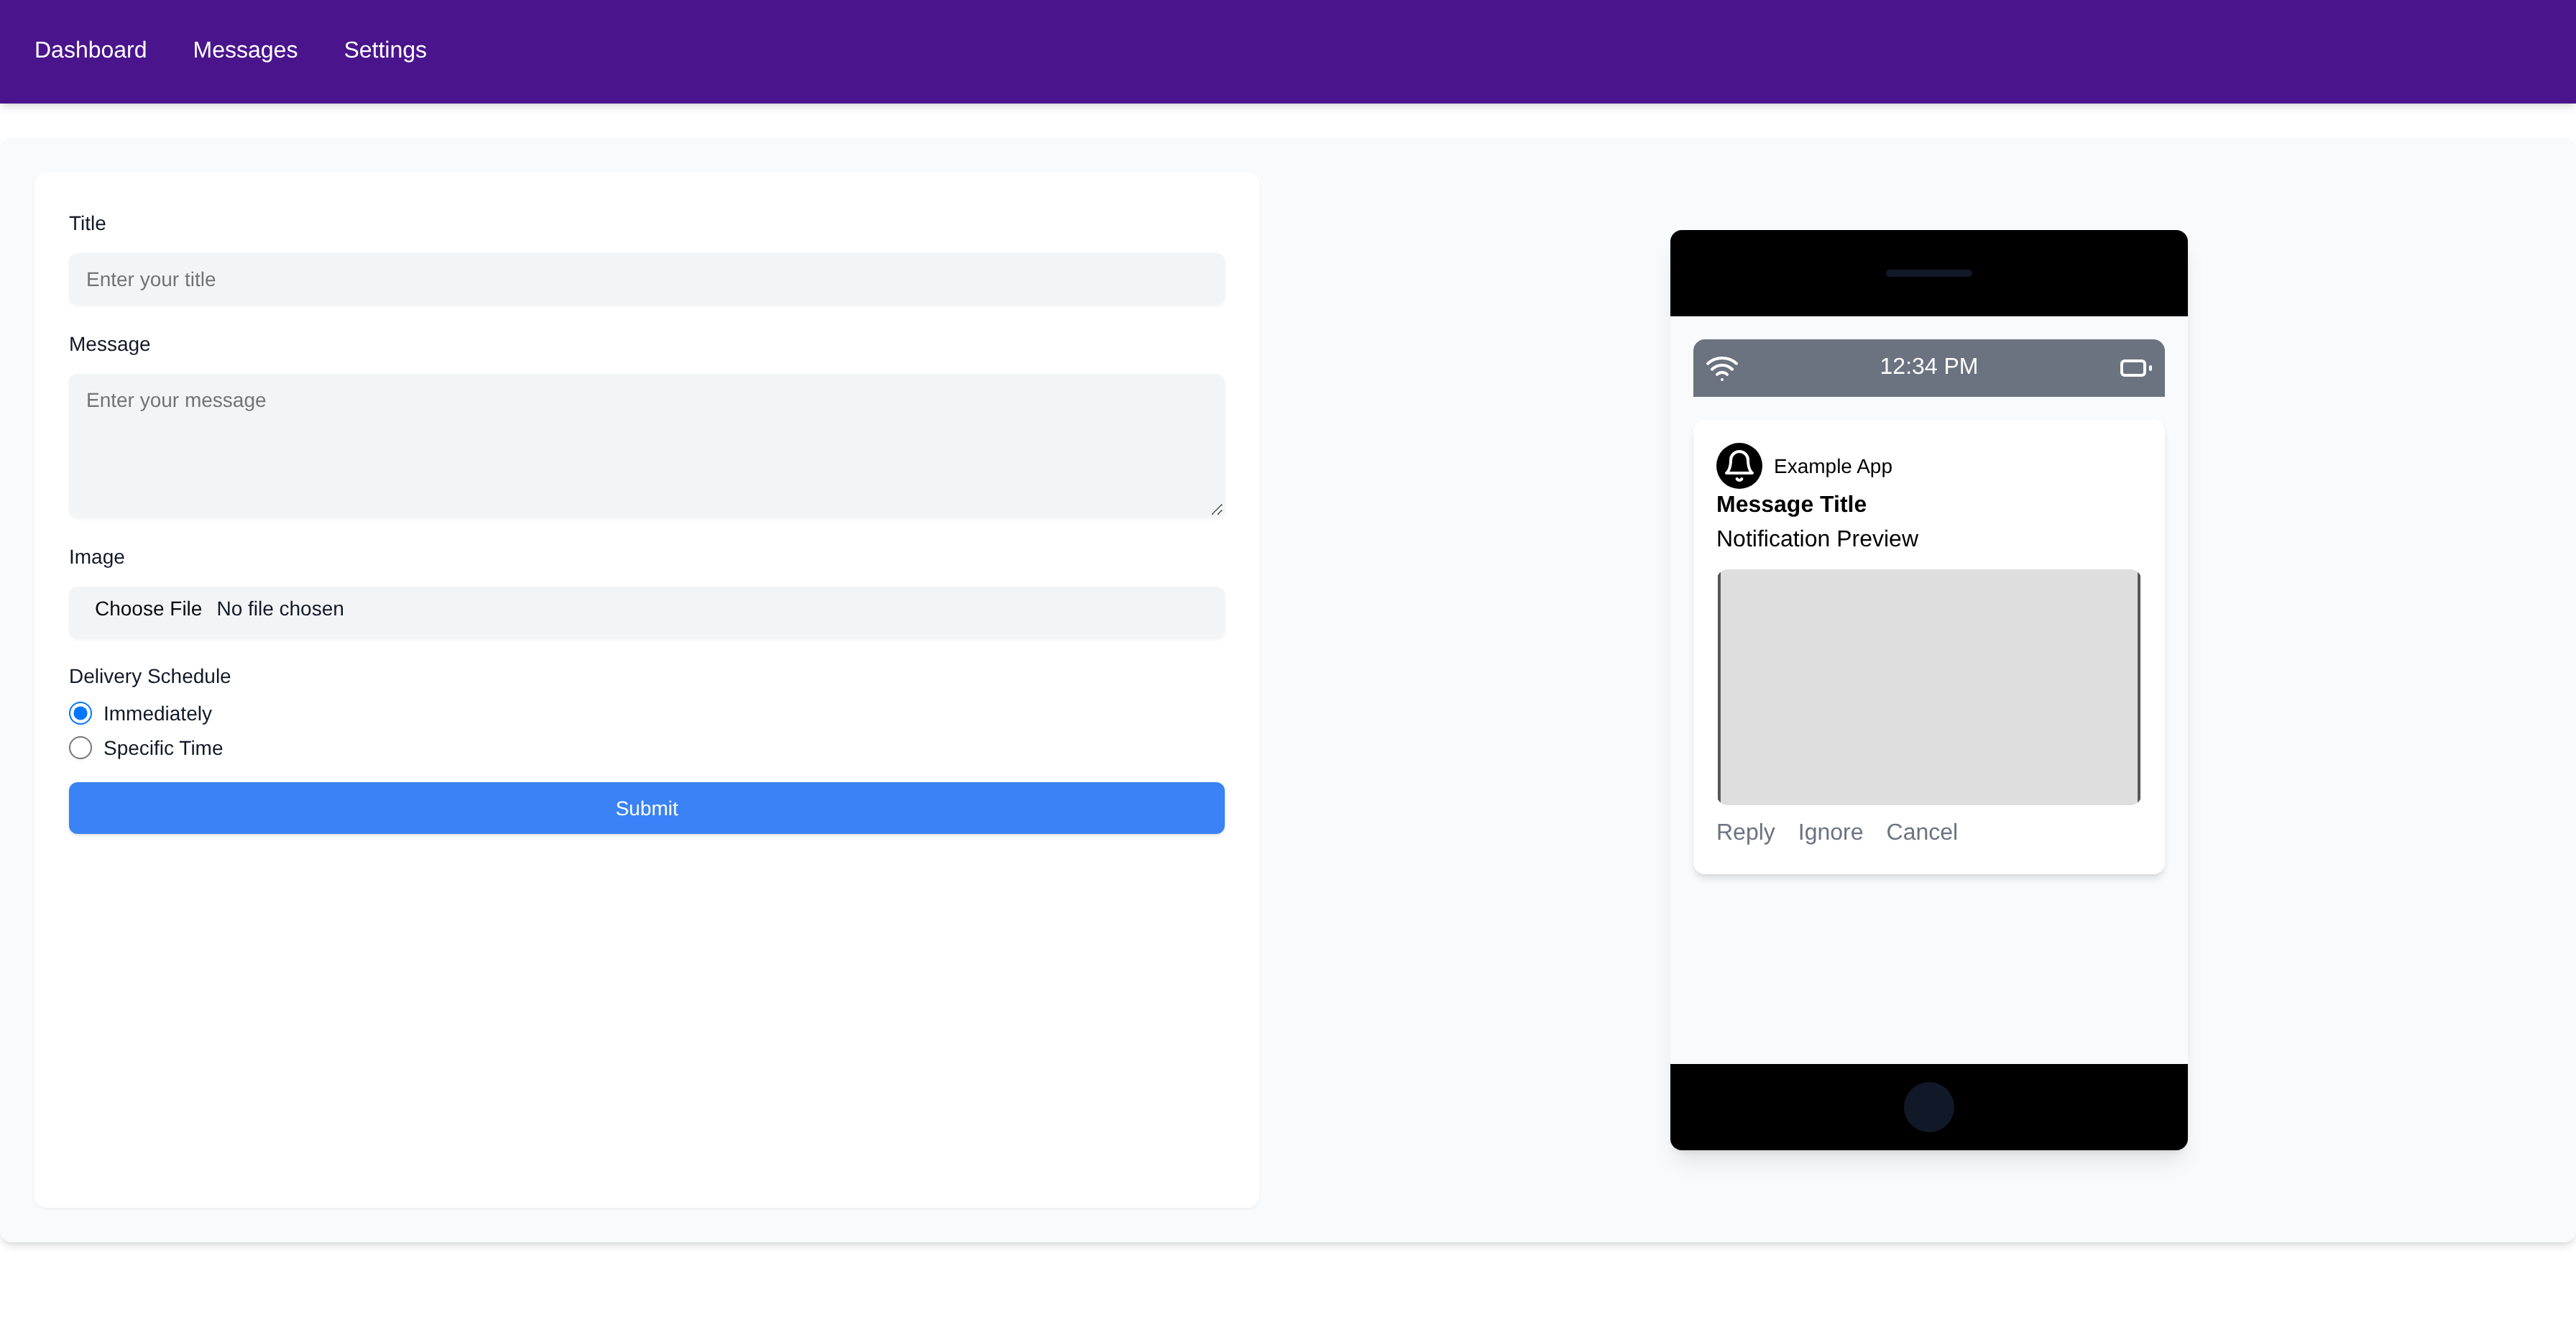 Dashboard Messages Settings
Title
Enter your title
Message
Enter your message
Image
Choose File No file chosen
Delivery Schedule
Immediately
Specific Time
Submit
12:34 PM
Example App
Message Title
Notification Preview
Reply Ignore Cancel